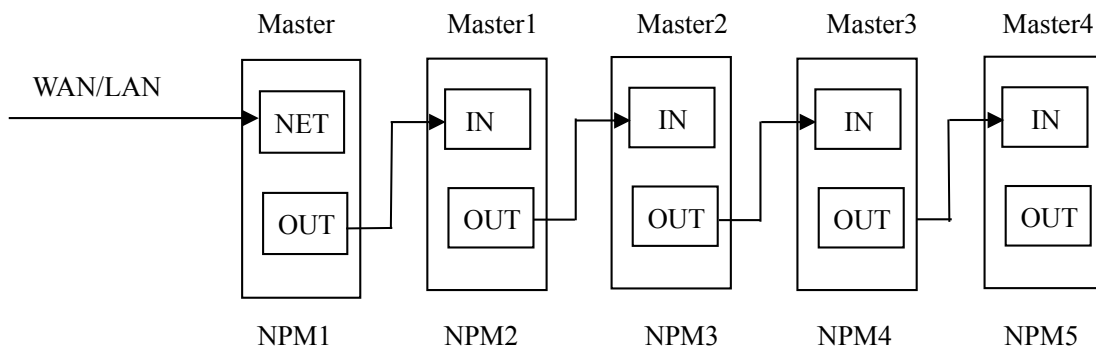 Master Master1 Master2 Master3 Master4
WAN/LAN
NET IN IN IN IN
OUT OUT OUT OUT OUT
NPM1 NPM2 NPM3 NPM4 NPM5